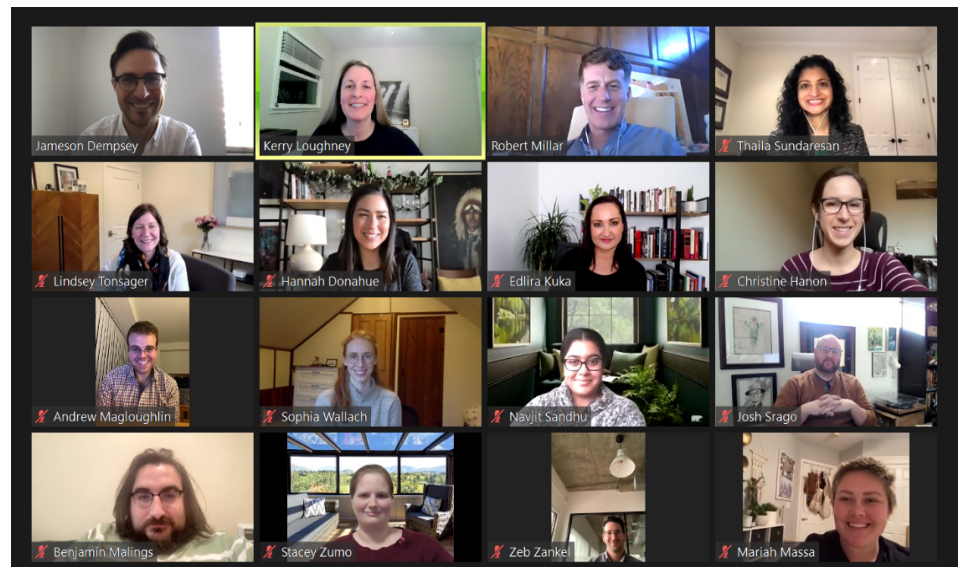 Jameson Dempsey
Kerry Loughney
Robert Millar
Thaila Sundaresan
Lindsey Tonsager
Hannah Donahue
Edlira Kuka
Christine Hanon
Andrew Magloughlin
Sophia Wallach
Navjit Sandhu
Josh Srago
Benjamin Malings
Stacey Zumo
Zeb Zankel
Mariah Massa